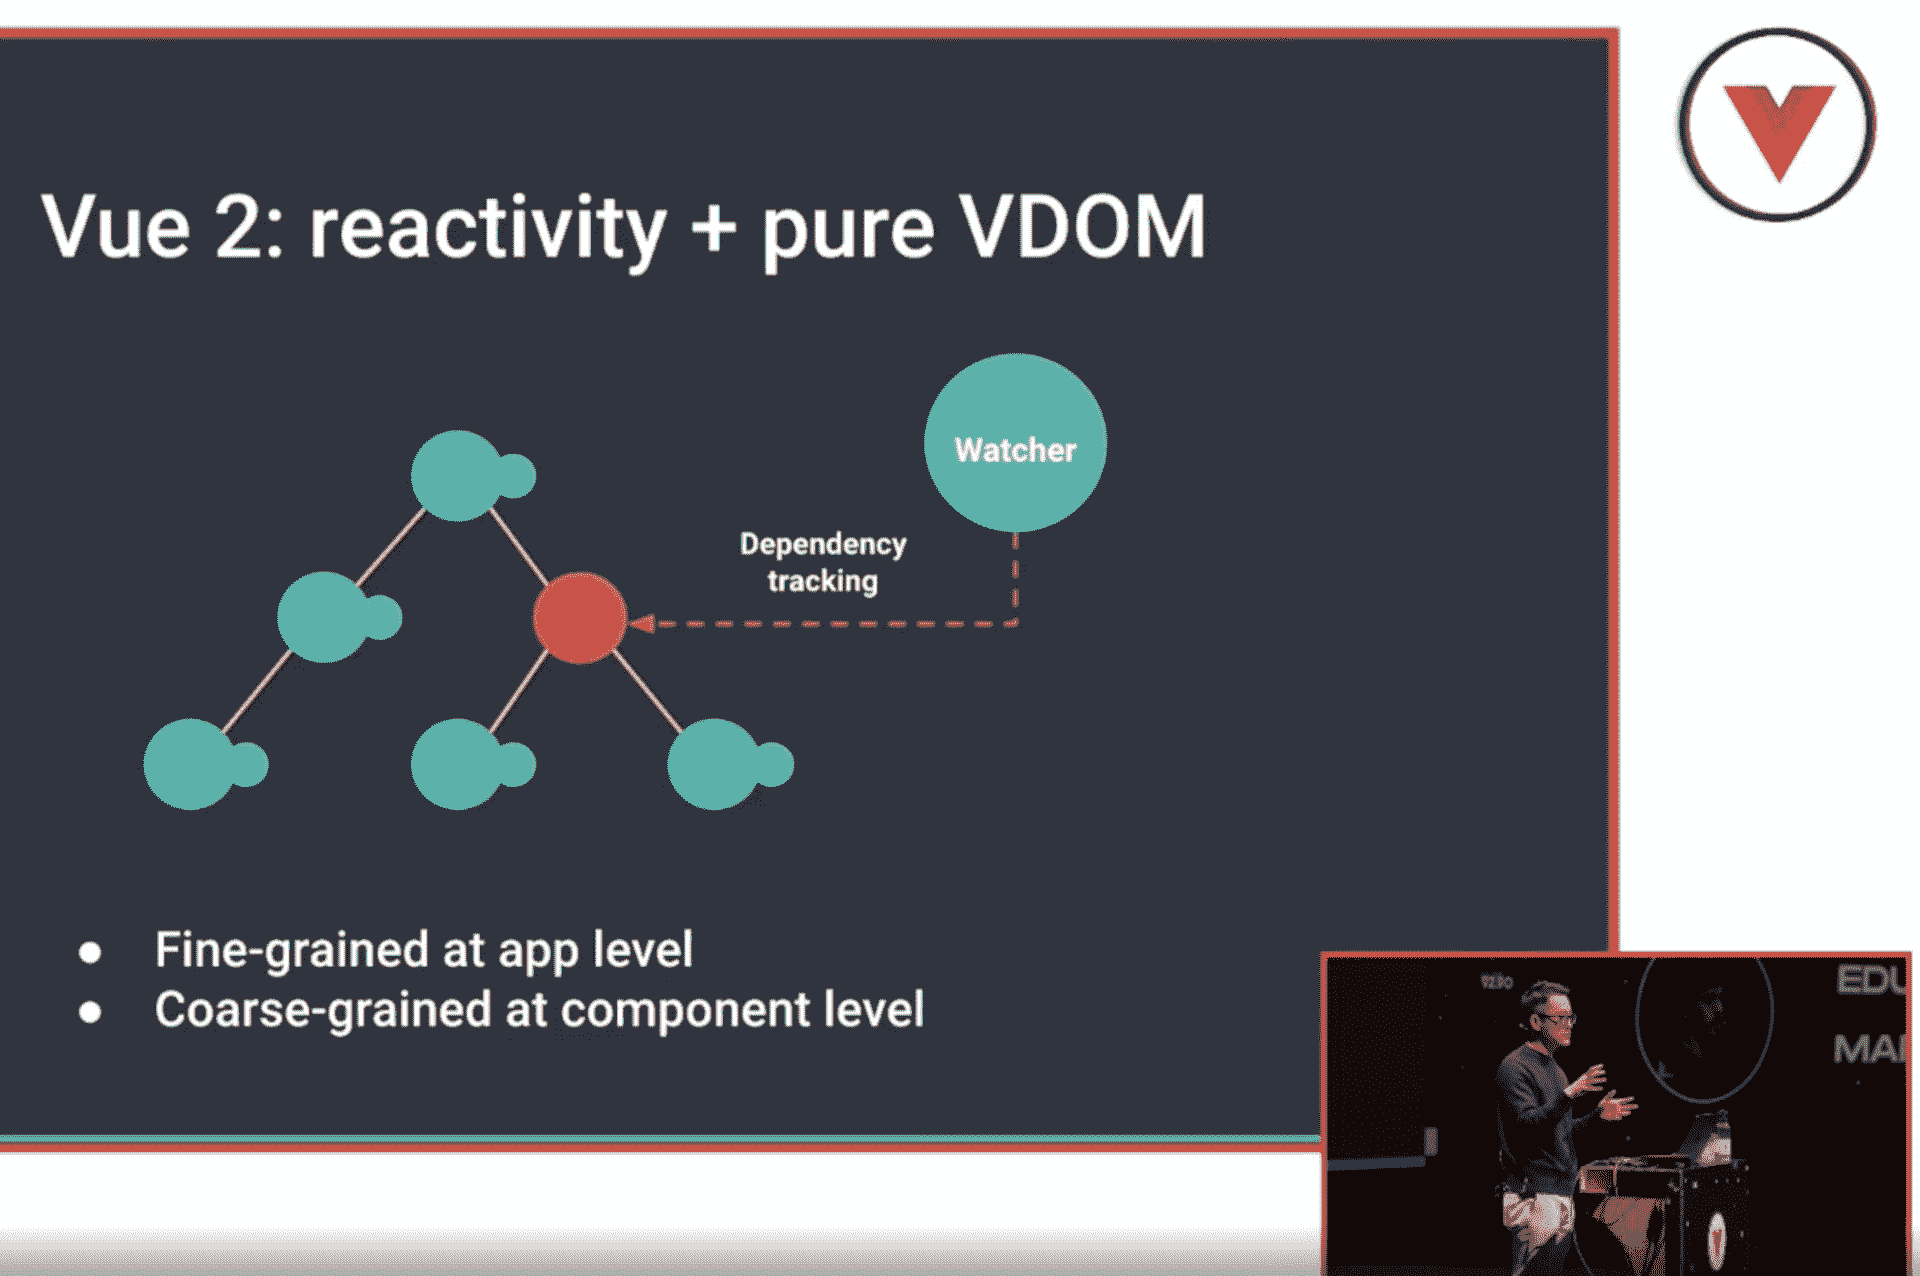 Vue 2: reactivity + pure VDOM
Watcher
Dependency
tracking
Fine-grained at app level
Coarse-grained at component level
EDU
MA